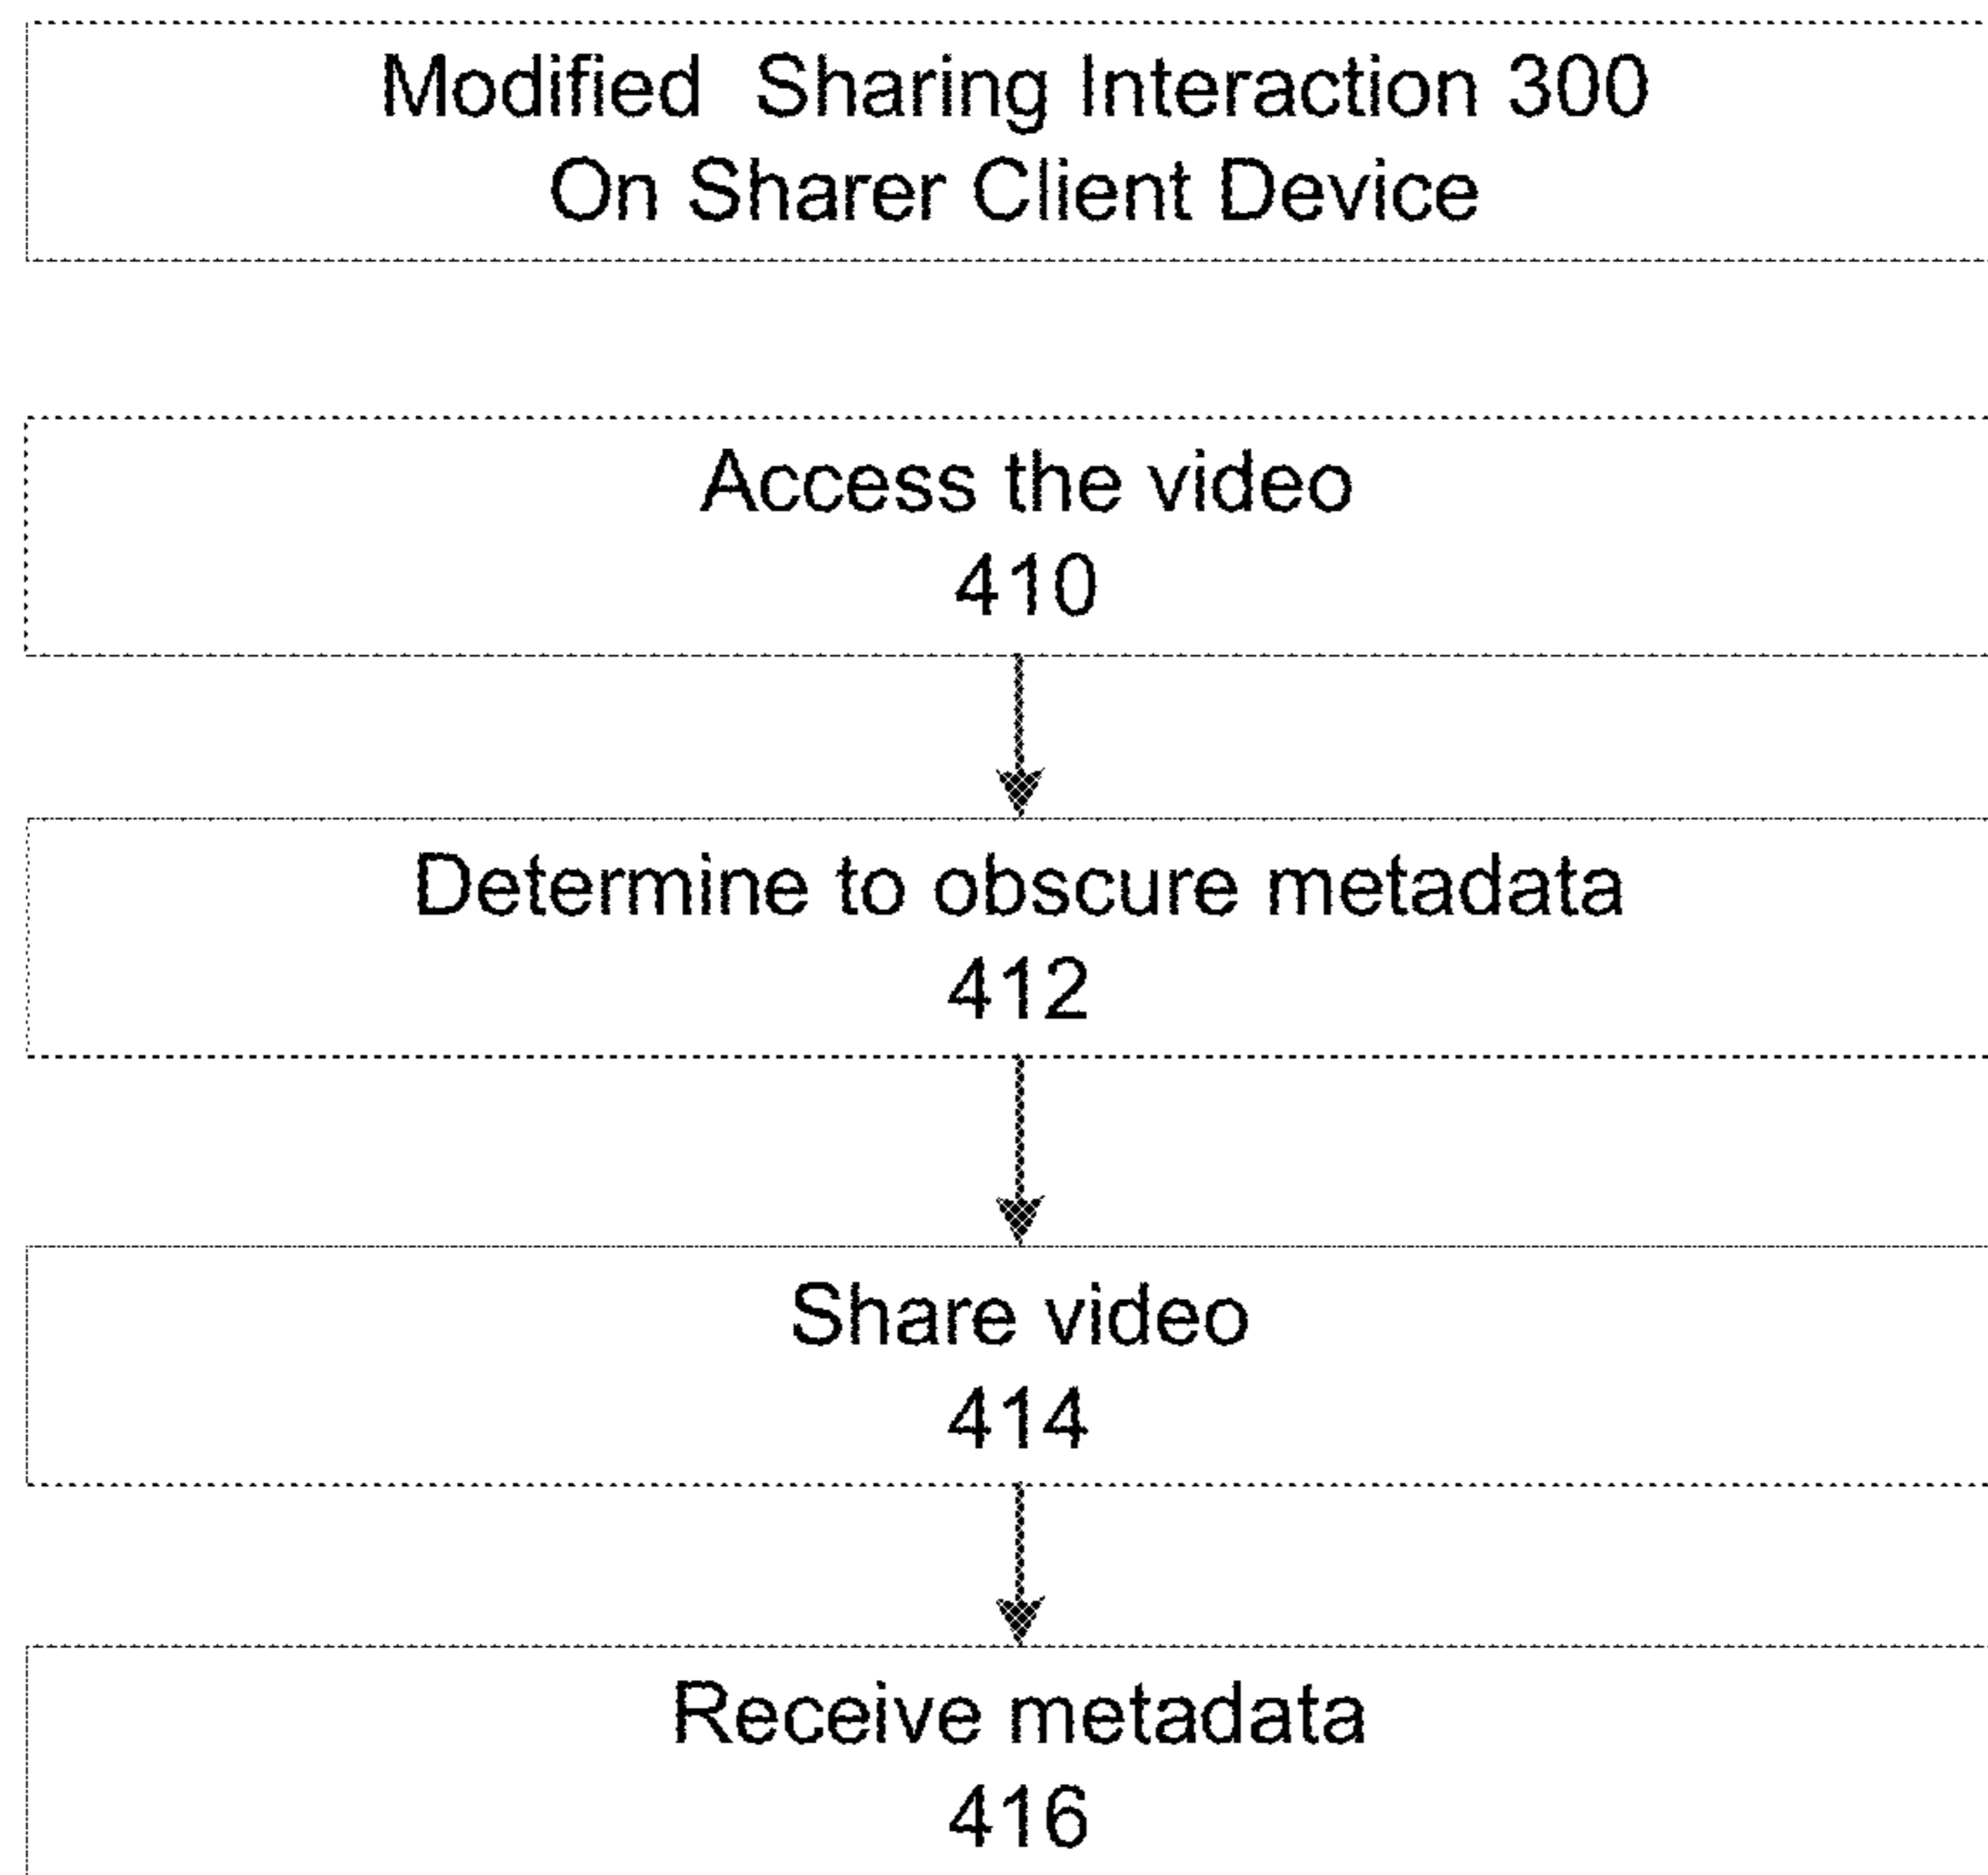 Modified Sharing Interaction 300
On Sharer Client Device
Access the video
410
Determine to obscure metadata
412
Share video
414
Receive metadata
416